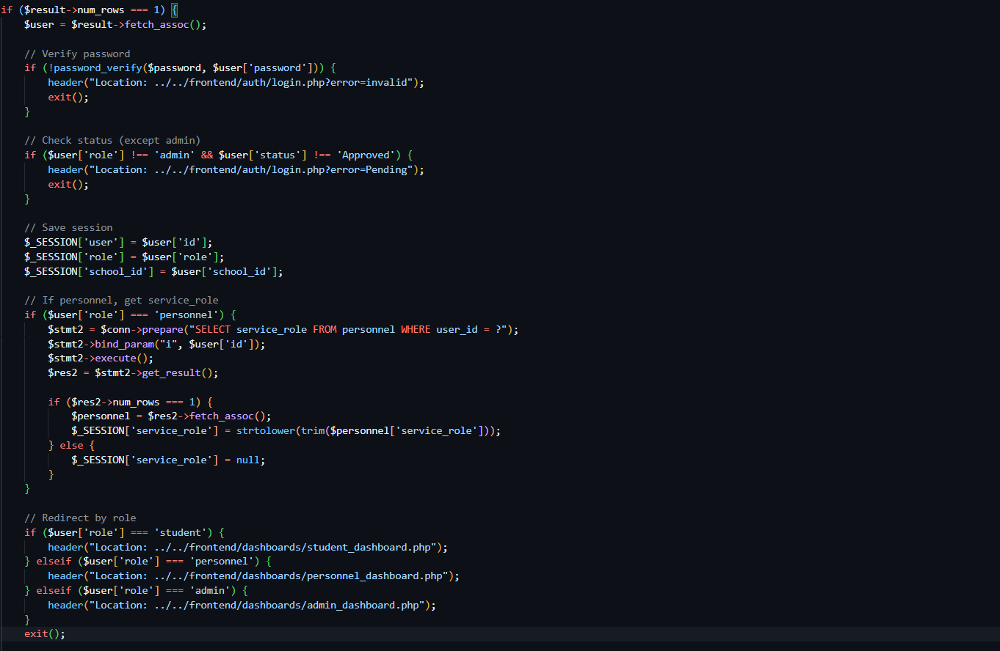 if ($result->num_rows === 1) {
    $user = $result->fetch_assoc();

    // Verify password
    if (!password_verify($password, $user['password'])) {
        header("Location: ../../frontend/auth/login.php?error=invalid");
        exit();
    }

    // Check status (except admin)
    if ($user['role'] !== 'admin' && $user['status'] !== 'Approved') {
        header("Location: ../../frontend/auth/login.php?error=Pending");
        exit();
    }

    // Save session
    $_SESSION['user'] = $user['id'];
    $_SESSION['role'] = $user['role'];
    $_SESSION['school_id'] = $user['school_id'];

    // If personnel, get service_role
    if ($user['role'] === 'personnel') {
        $stmt2 = $conn->prepare("SELECT service_role FROM personnel WHERE user_id = ?");
        $stmt2->bind_param("i", $user['id']);
        $stmt2->execute();
        $res2 = $stmt2->get_result();

        if ($res2->num_rows === 1) {
            $personnel = $res2->fetch_assoc();
            $_SESSION['service_role'] = strtolower(trim($personnel['service_role']));
        } else {
            $_SESSION['service_role'] = null;
        }
    }

    // Redirect by role
    if ($user['role'] === 'student') {
        header("Location: ../../frontend/dashboards/student_dashboard.php");
    } elseif ($user['role'] === 'personnel') {
        header("Location: ../../frontend/dashboards/personnel_dashboard.php");
    } elseif ($user['role'] === 'admin') {
        header("Location: ../../frontend/dashboards/admin_dashboard.php");
    }
    exit();